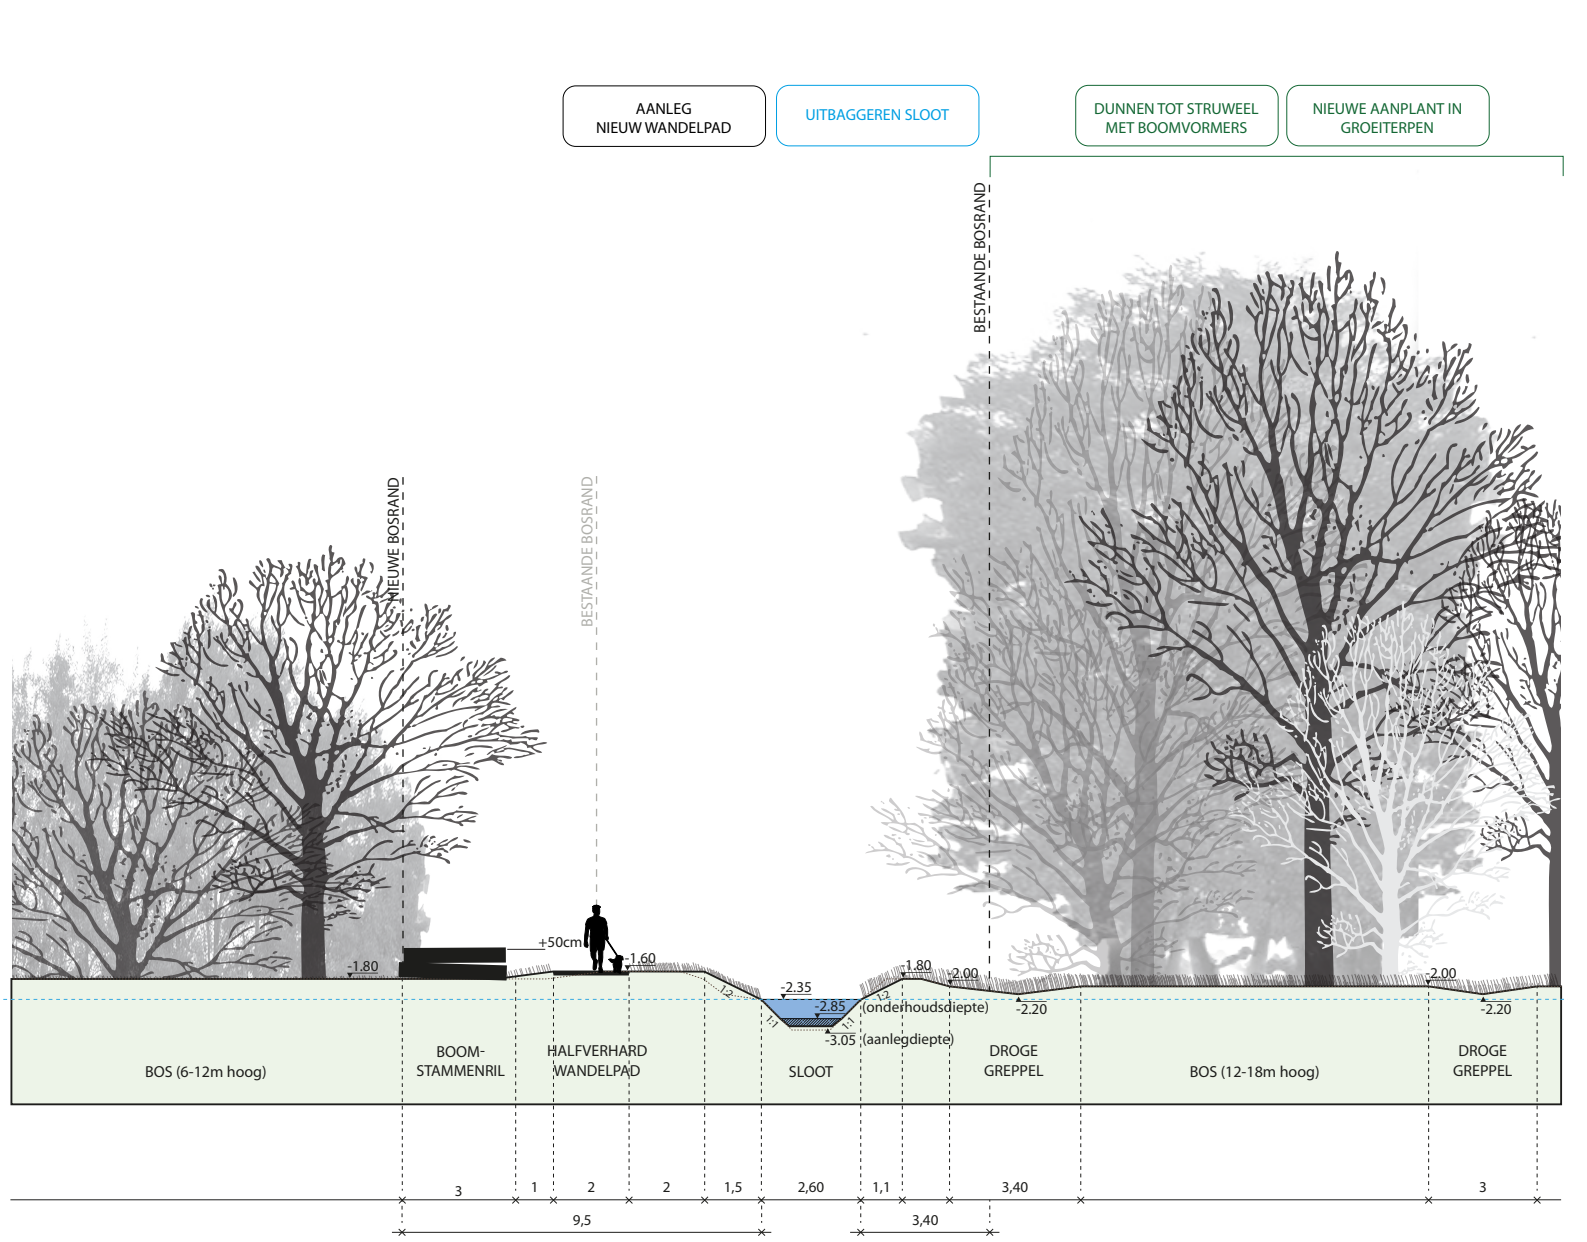 AANLEG
NIEUW WANDELPAD
UITBAGGEREN SLOOT
DUNNEN TOT STRUWEEL
MET BOOMVORMERS
NIEUWE AANPLANT IN
GROEITERPEN
BESTAANDE BOSRAND
NIEUWE BOSRAND
BESTAANDE BOSRAND
+50cm
-1.80
-1.60
-1.80
-2.00
-2.00
-2.35
-2.85 (onderhoudsdiepte)
-2.20
-2.20
1:2
1:2
1:1
1:1
-3.05 (aanlegdiepte)
BOS (6-12m hoog)
BOOM-
STAMMENRIL
HALFVERHARD
WANDELPAD
SLOOT
DROGE
GREPPEL
BOS (12-18m hoog)
DROGE
GREPPEL
3
1
2
2
1,5
2,60
1,1
3,40
3
9,5
3,40